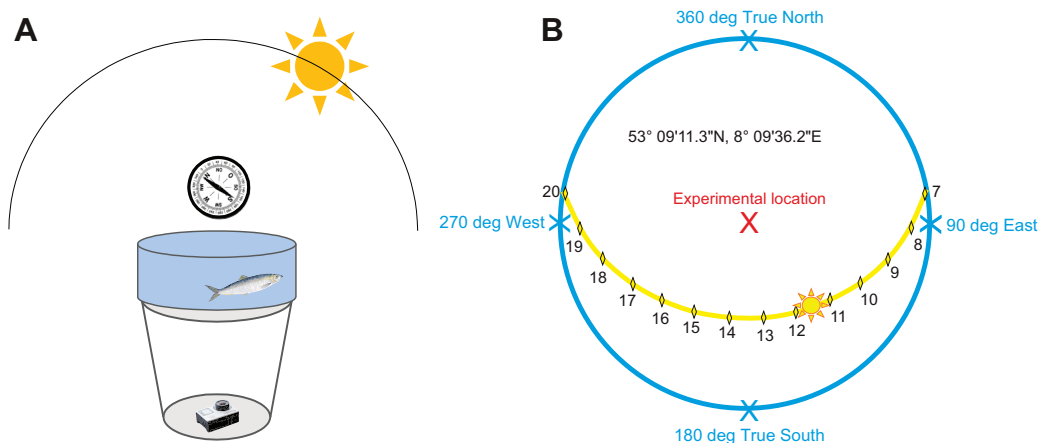 A
B
360 deg True North
53° 09'11.3"N, 8° 09'36.2"E
Experimental location
270 deg West
90 deg East
20
19
18
17
16
15
14
13
12
11
10
9
8
7
180 deg True South